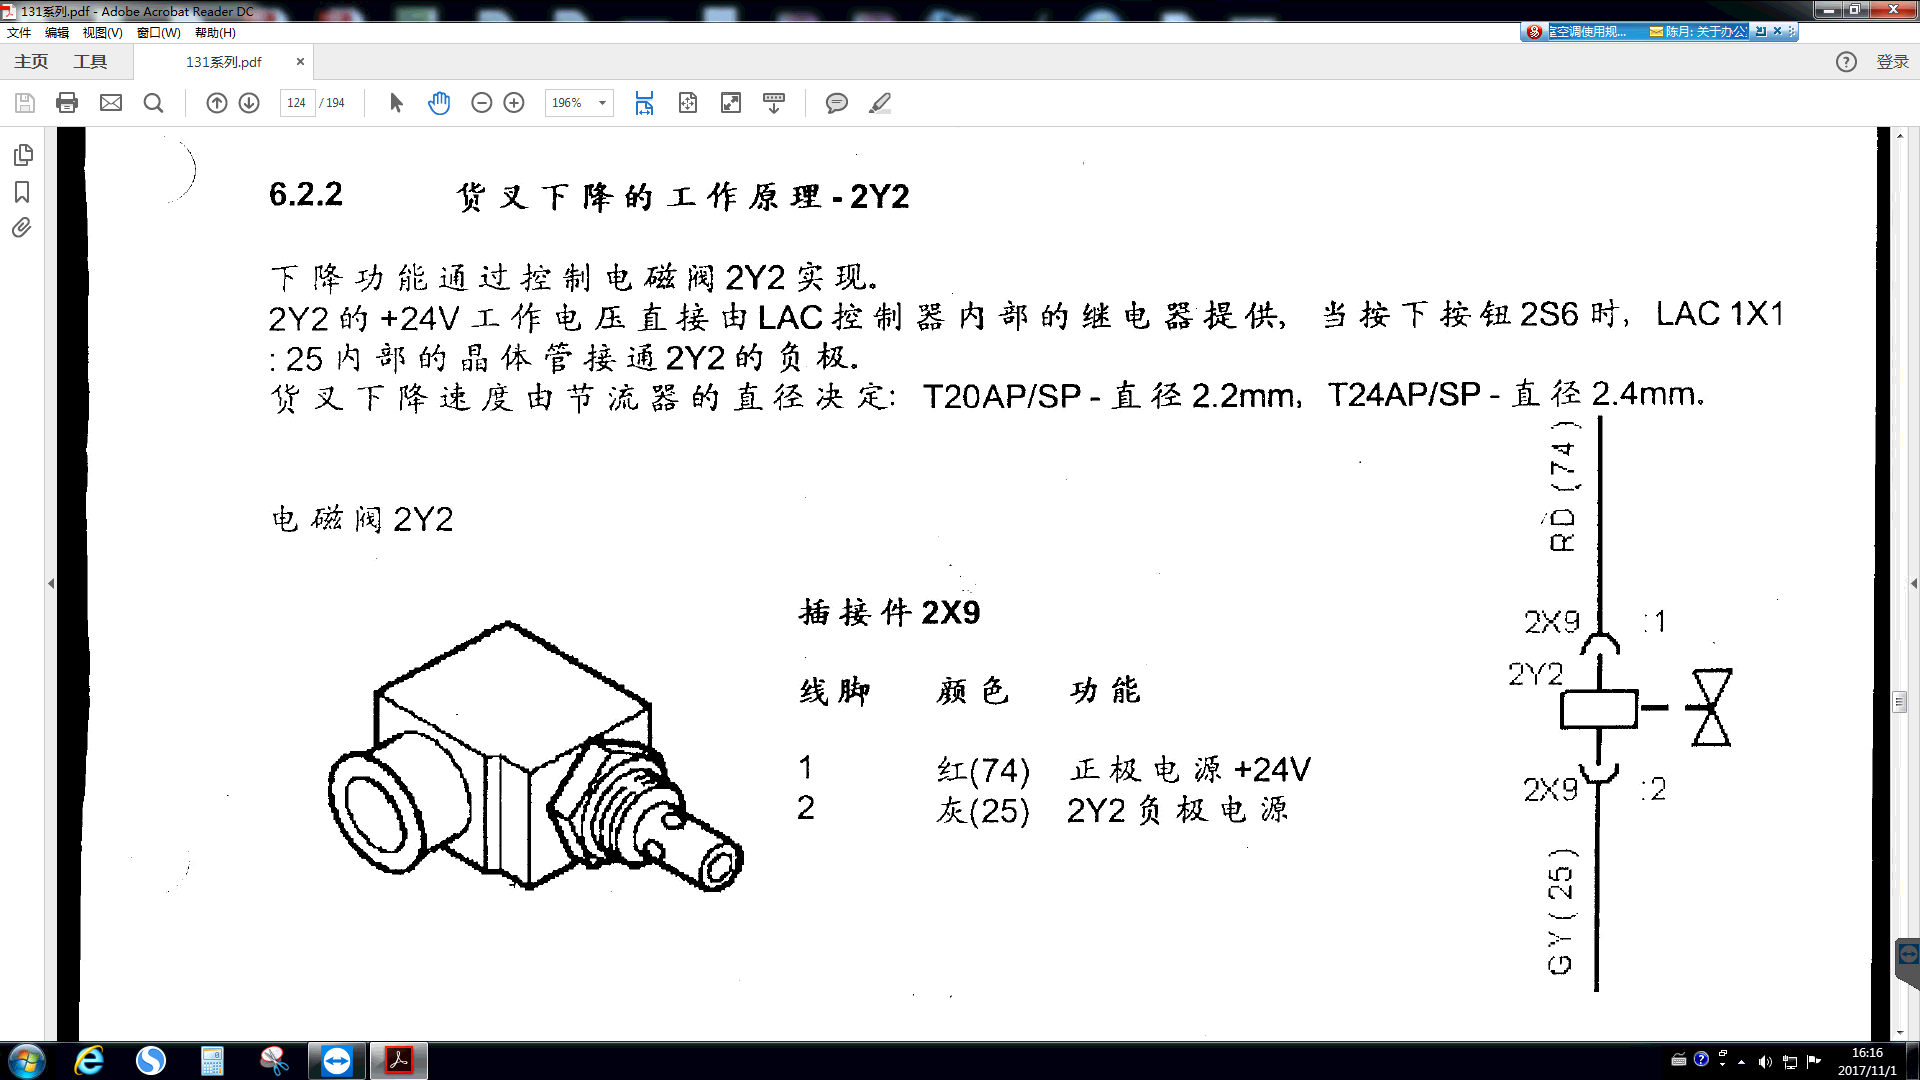 131系列.pdf - Adobe Acrobat Reader DC
文件 编辑 视图(V) 窗口(W) 帮助(H)
空调使用规... 陈月: 关于办公
主页 工具 131系列.pdf × 登录
124 / 194 196%
6.2.2 货叉下降的工作原理 - 2Y2
下降功能通过控制电磁阀 2Y2 实现。
2Y2 的 +24V 工作电压直接由 LAC 控制器内部的继电器提供, 当按下按钮 2S6 时, LAC 1X1
: 25 内部的晶体管接通 2Y2 的负极。
货叉下降速度由节流器的直径决定: T20AP/SP - 直径 2.2mm, T24AP/SP - 直径 2.4mm.
电磁阀 2Y2
插接件 2X9
线脚 颜色 功能
1 红(74) 正极电源 +24V
2 灰(25) 2Y2 负极电源
RD (74)
2X9 :1
2Y2
2X9 :2
GY (25)
16:16
2017/11/1